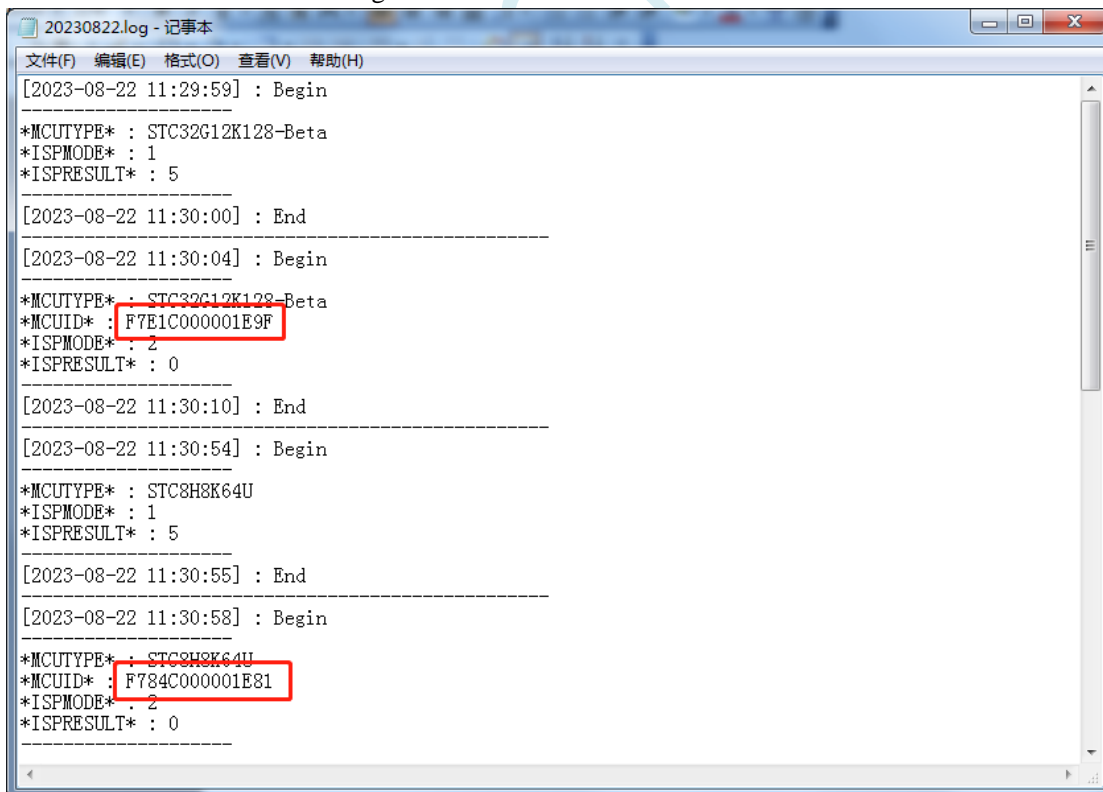 20230822.log - 记事本
文件(F) 编辑(E) 格式(O) 查看(V) 帮助(H)
[2023-08-22 11:29:59] : Begin
--------------------
*MCUTYPE* : STC32G12K128-Beta
*ISPMODE* : 1
*ISPRESULT* : 5
--------------------
[2023-08-22 11:30:00] : End
--------------------------------------------------
[2023-08-22 11:30:04] : Begin
--------------------
*MCUTYPE* : STC32G12K128-Beta
*MCUID* : F7E1C000001E9F
*ISPMODE* : 2
*ISPRESULT* : 0
--------------------
[2023-08-22 11:30:10] : End
--------------------------------------------------
[2023-08-22 11:30:54] : Begin
--------------------
*MCUTYPE* : STC8H8K64U
*ISPMODE* : 1
*ISPRESULT* : 5
--------------------
[2023-08-22 11:30:55] : End
--------------------------------------------------
[2023-08-22 11:30:58] : Begin
--------------------
*MCUTYPE* : STC8H8K64U
*MCUID* : F784C000001E81
*ISPMODE* : 2
*ISPRESULT* : 0
--------------------